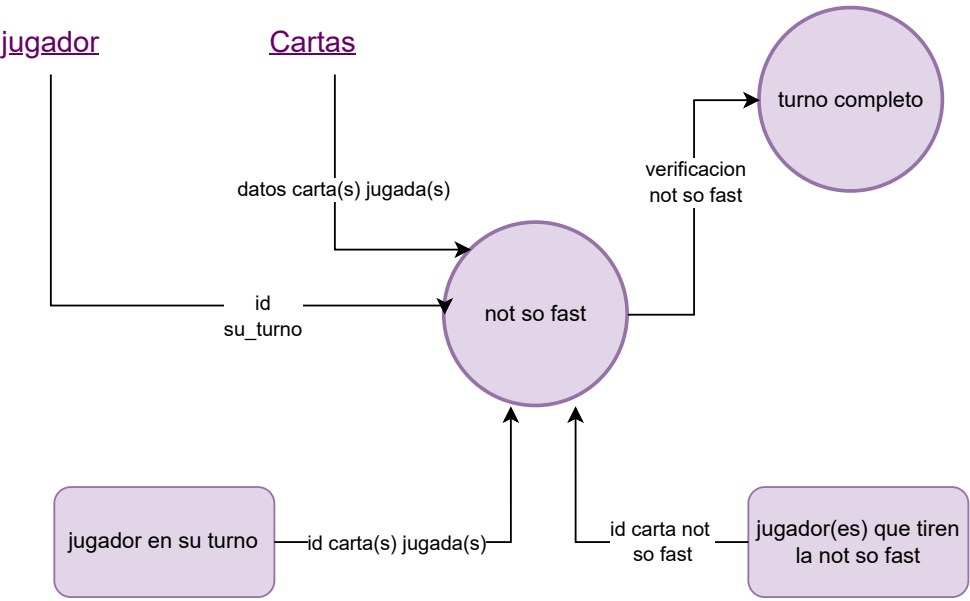 jugador
Cartas
turno completo
verificacion
not so fast
datos carta(s) jugada(s)
id
su_turno
not so fast
jugador en su turno
id carta(s) jugada(s)
id carta not
so fast
jugador(es) que tiren
la not so fast